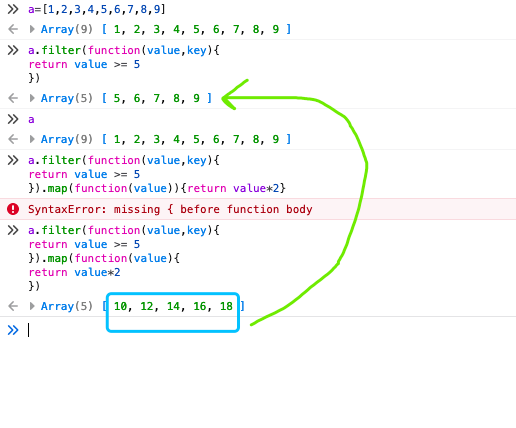 » a=[1,2,3,4,5,6,7,8,9]
← ▶ Array(9) [ 1, 2, 3, 4, 5, 6, 7, 8, 9 ]
» a.filter(function(value,key){
return value >= 5
})
← ▶ Array(5) [ 5, 6, 7, 8, 9 ]
» a
← ▶ Array(9) [ 1, 2, 3, 4, 5, 6, 7, 8, 9 ]
» a.filter(function(value,key){
return value >= 5
}).map(function(value)){return value*2}
SyntaxError: missing { before function body
» a.filter(function(value,key){
return value >= 5
}).map(function(value){
return value*2
})
← ▶ Array(5) [ 10, 12, 14, 16, 18 ]
»